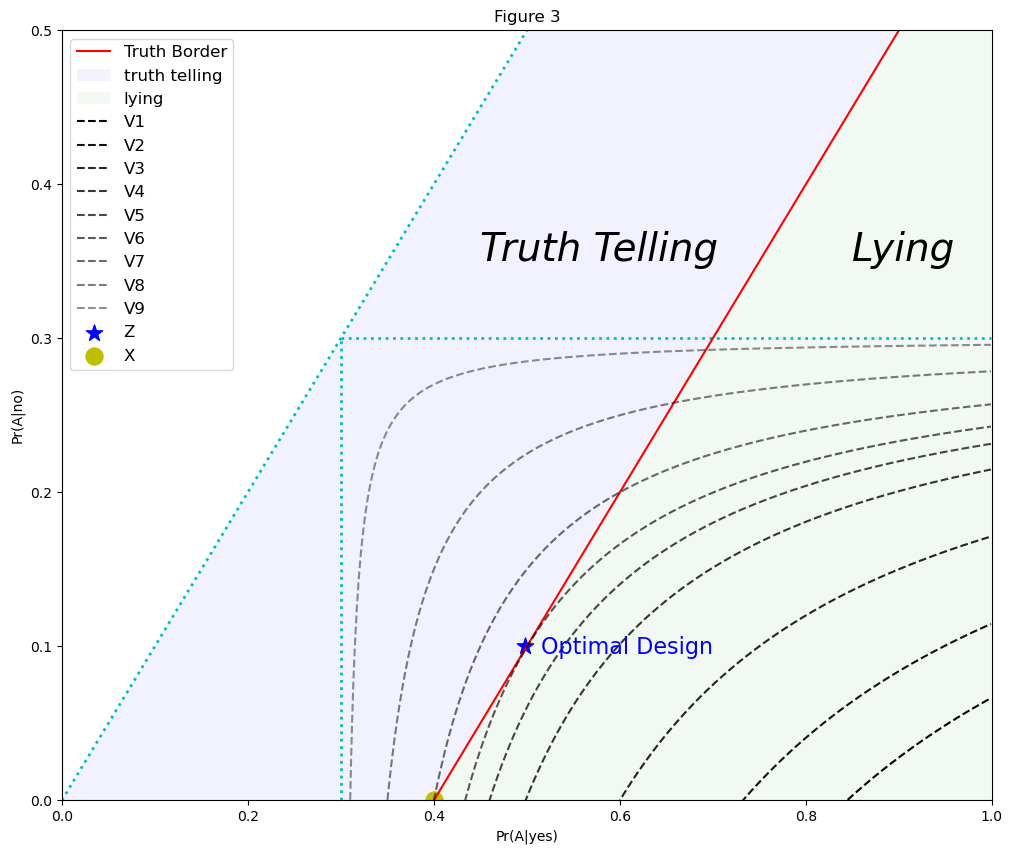 Figure 3
Truth Border
truth telling
lying
V1
V2
V3
V4
V5
V6
V7
V8
V9
Z
X
Truth Telling
Lying
Optimal Design
Pr(A|no)
0.5
0.4
0.3
0.2
0.1
0.0
0.0 0.2 0.4 0.6 0.8 1.0
Pr(A|yes)